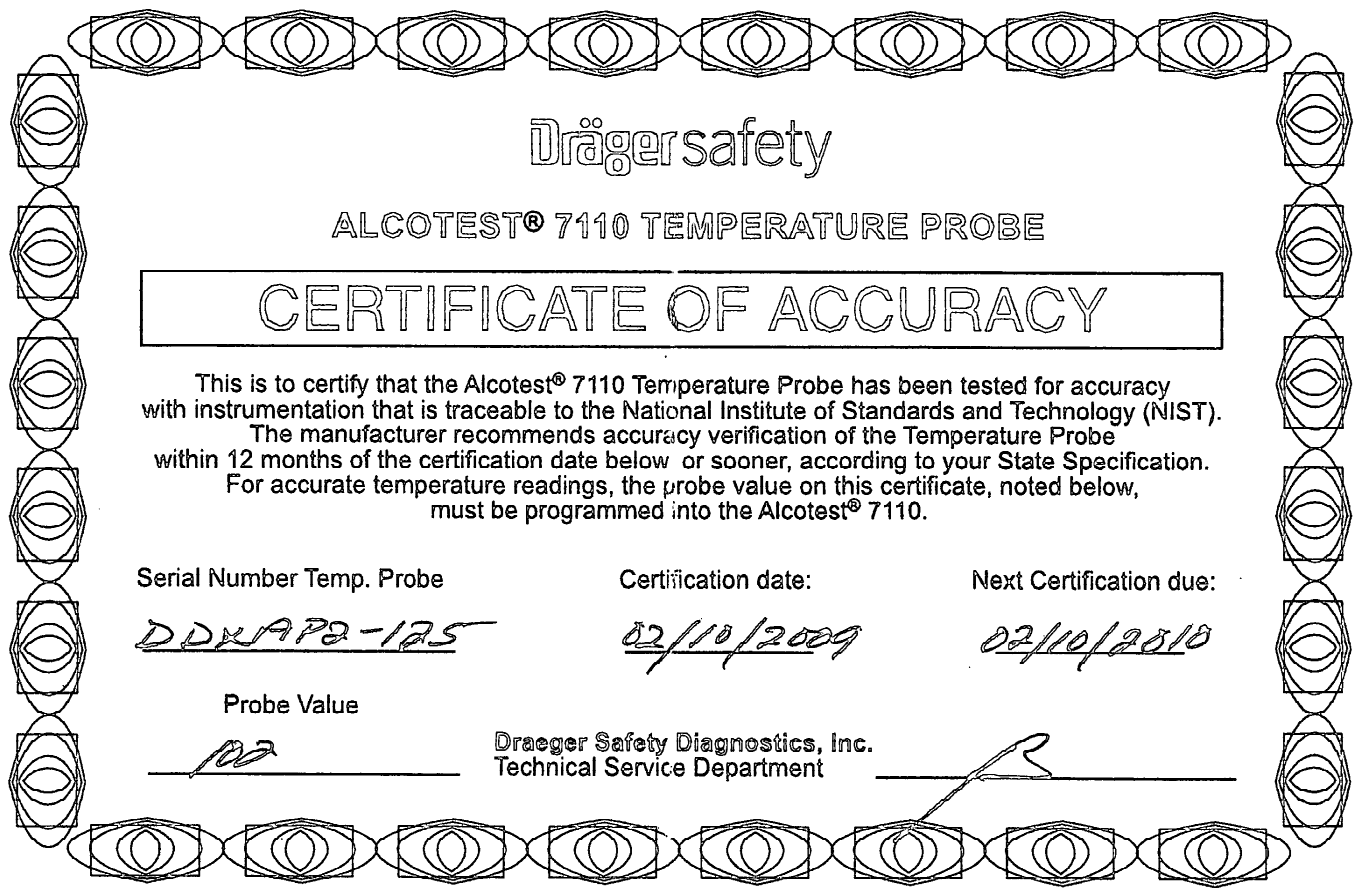 Drägersafety
ALCOTEST® 7110 TEMPERATURE PROBE
CERTIFICATE OF ACCURACY
This is to certify that the Alcotest® 7110 Temperature Probe has been tested for accuracy
with instrumentation that is traceable to the National Institute of Standards and Technology (NIST).
The manufacturer recommends accuracy verification of the Temperature Probe
within 12 months of the certification date below or sooner, according to your State Specification.
For accurate temperature readings, the probe value on this certificate, noted below,
must be programmed into the Alcotest® 7110.
Serial Number Temp. Probe Certification date: Next Certification due:
02/10/2009 02/10/2010
Probe Value
102
Draeger Safety Diagnostics, Inc.
Technical Service Department